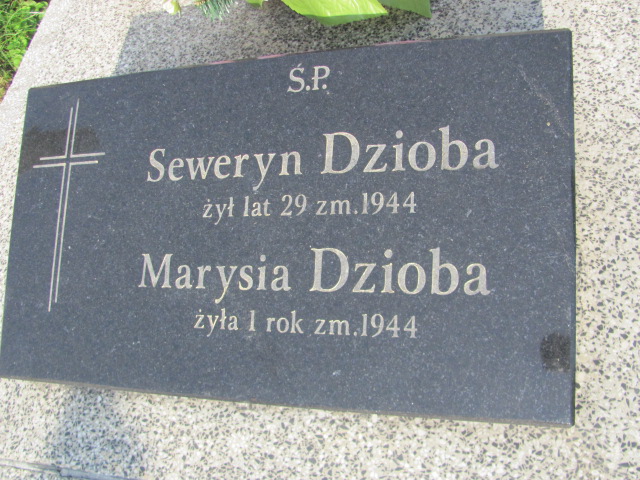 Ś.P.
Seweryn Dzioba
żył lat 29 zm.1944
Marysia Dzioba
żyła 1 rok zm.1944